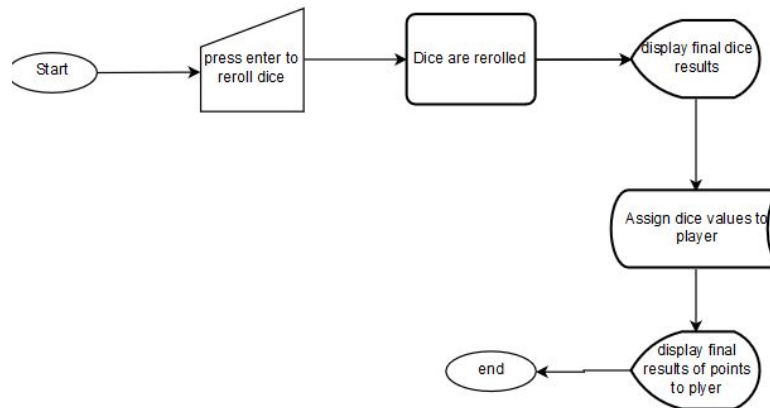 Start
press enter to
reroll dice
Dice are rerolled
display final dice
results
Assign dice values to
player
display final
results of points
to plyer
end